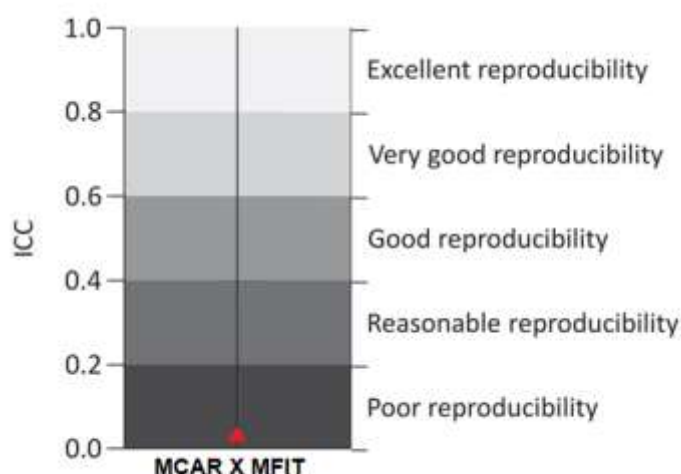 1.0
Excellent reproducibility
0.8
Very good reproducibility
0.6
ICC
Good reproducibility
0.4
Reasonable reproducibility
0.2
Poor reproducibility
0.0
MCAR X MFIT